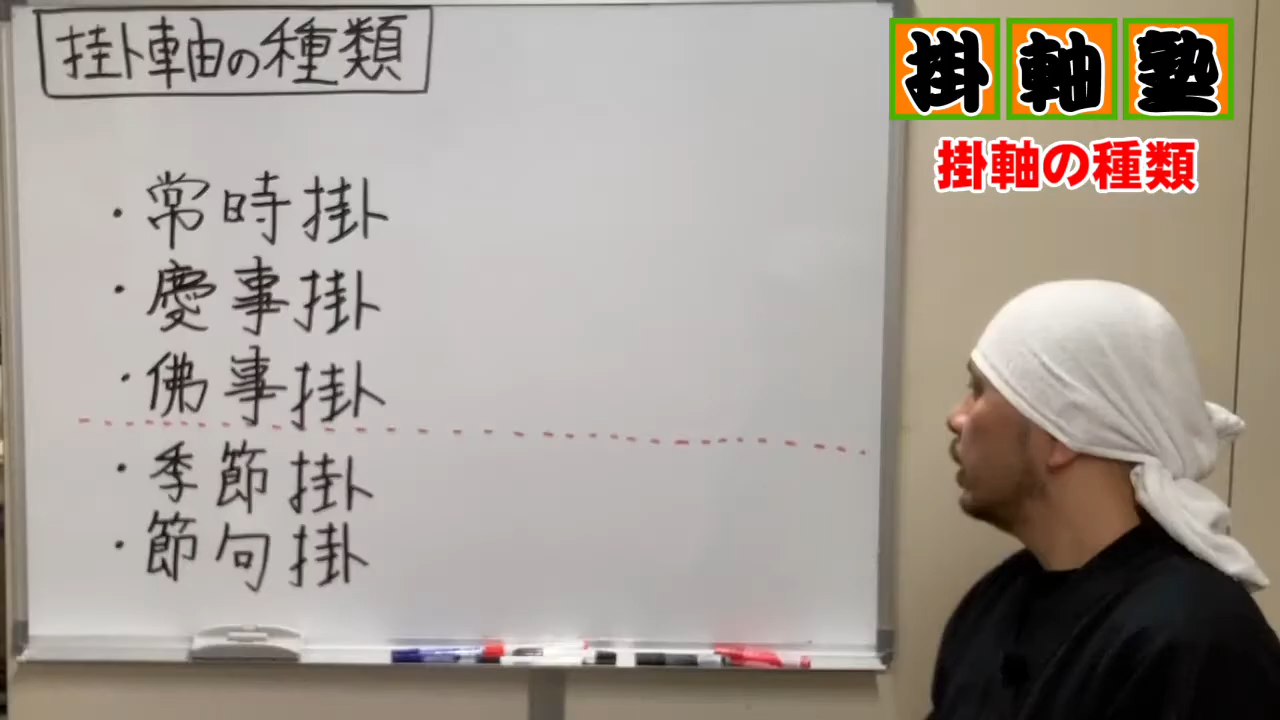 掛軸の種類
・常時掛
・慶事掛
・佛事掛
・季節掛
・節句掛
掛軸塾
掛軸の種類